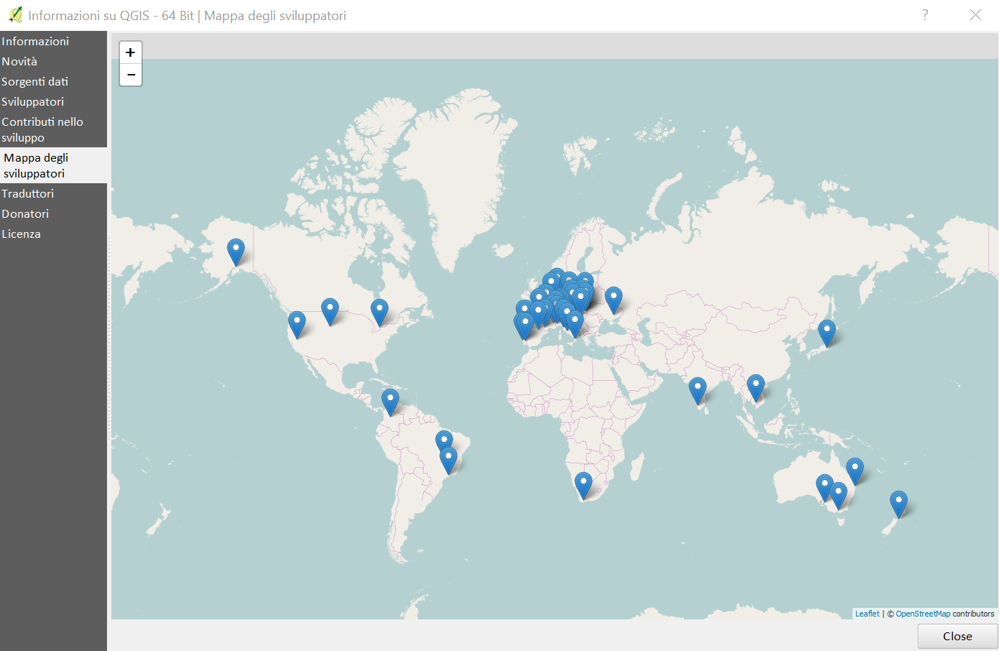 Informazioni su QGIS - 64 Bit | Mappa degli sviluppatori
?
Informazioni
Novità
Sorgenti dati
Sviluppatori
Contributi nello
sviluppo
Mappa degli
sviluppatori
Traduttori
Donatori
Licenza
+
−
Leaflet | © OpenStreetMap contributors
Close